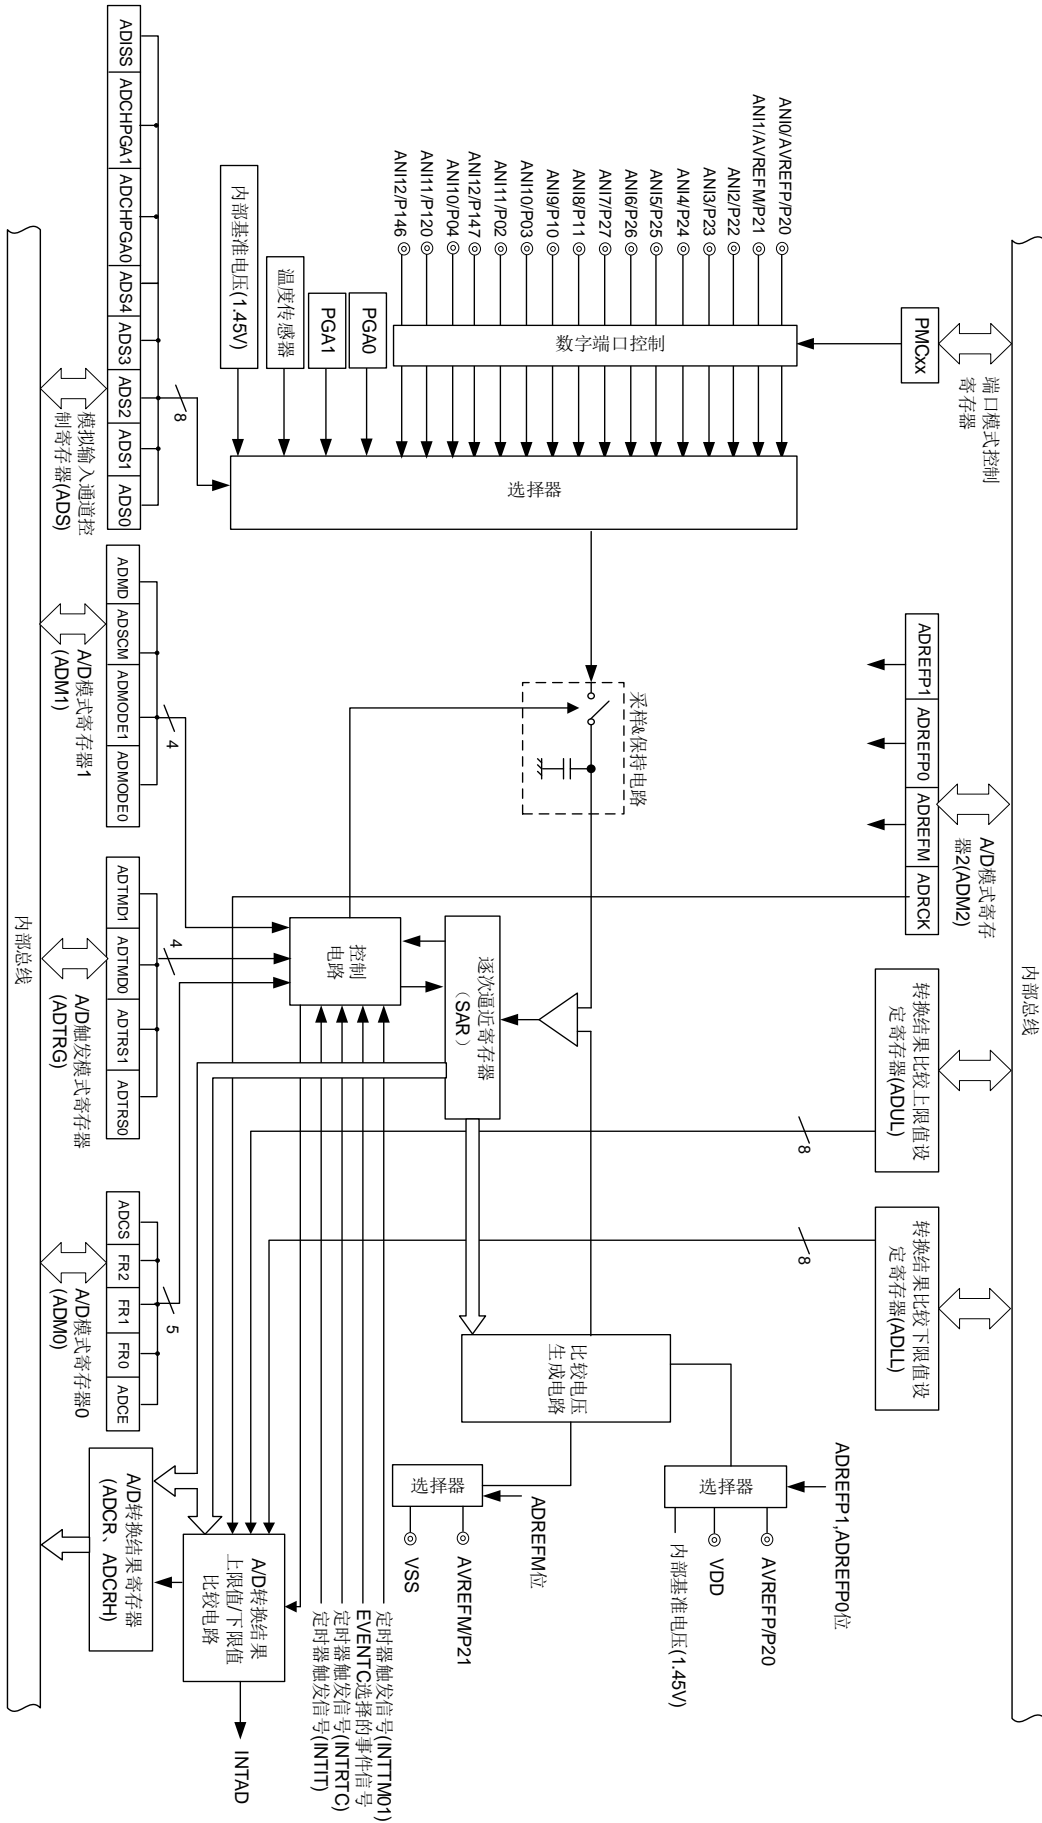 内部总线
PMCxx
端口模式控制
寄存器
ADREFP1
ADREFP0
ADREFM
ADRCK
A/D模式寄存
器2(ADM2)
转换结果比较上限值设
定寄存器(ADUL)
转换结果比较下限值设
定寄存器(ADLL)
8
8
ANI0/AVREFP/P20
ANI1/AVREFM/P21
ANI2/P22
ANI3/P23
ANI4/P24
ANI5/P25
ANI6/P26
ANI7/P27
ANI8/P11
ANI9/P10
ANI10/P03
ANI11/P02
ANI12/P147
ANI10/P04
ANI11/P120
ANI12/P146
数字端口控制
PGA0
PGA1
温度传感器
内部基准电压(1.45V)
选择器
采样&保持电路
逐次逼近寄存器
（SAR）
控制
电路
比较电压
生成电路
选择器
ADREFP1,ADREFP0位
AVREFP/P20
VDD
内部基准电压(1.45V)
选择器
ADREFM位
AVREFM/P21
VSS
定时器触发信号(INTTM01)
EVENTC选择的事件信号
定时器触发信号(INTRTC)
定时器触发信号(INTIT)
A/D转换结果
上限值/下限值
比较电路
INTAD
A/D转换结果寄存器
(ADCR、ADCRH)
8
4
4
5
ADISS
ADCHPGA1
ADCHPGA0
ADS4
ADS3
ADS2
ADS1
ADS0
模拟输入通道控
制寄存器(ADS)
ADMD
ADSCM
ADMODE1
ADMODE0
A/D模式寄存器1
(ADM1)
ADTMD1
ADTMD0
ADTRS1
ADTRS0
A/D触发模式寄存器
(ADTRG)
ADCS
FR2
FR1
FR0
ADCE
A/D模式寄存器0
(ADM0)
内部总线